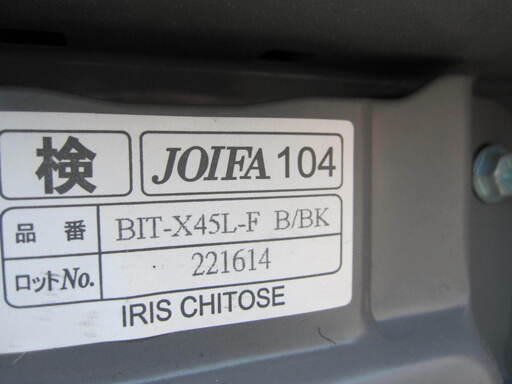 検 JOIFA 104
品番 BIT-X45L-F B/BK
ロットNo. 221614
IRIS CHITOSE